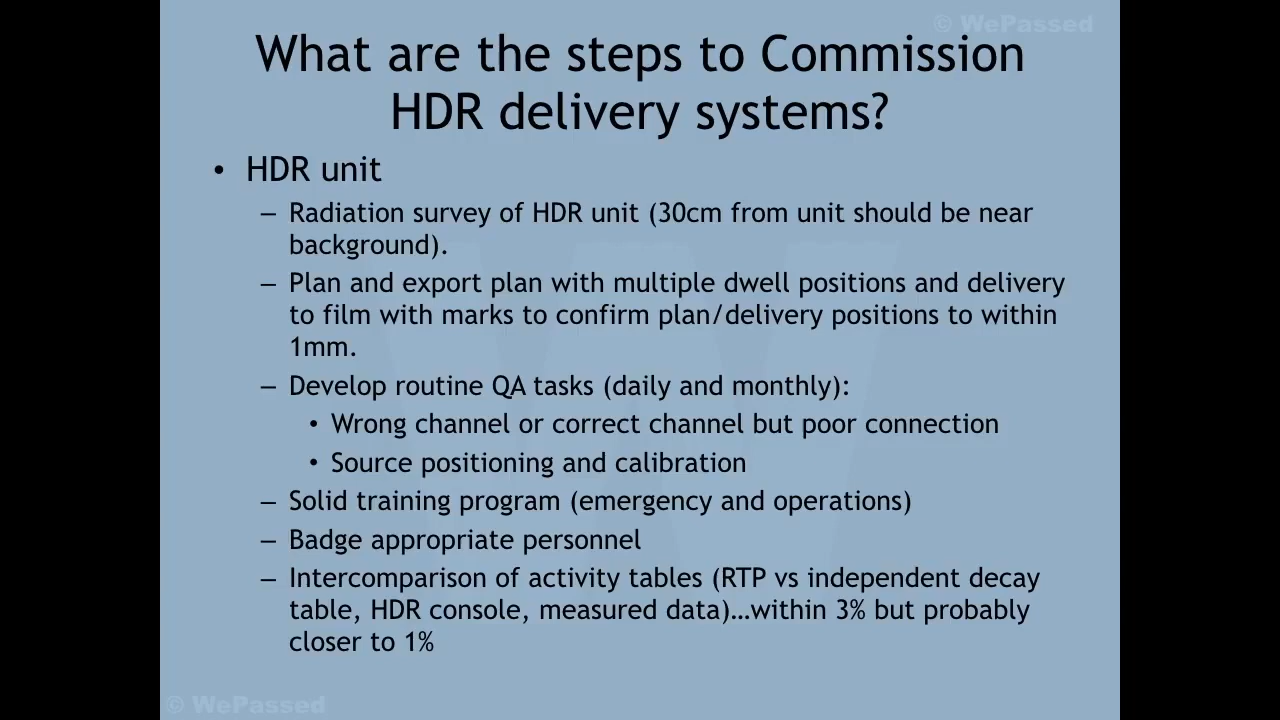 © WePassed
What are the steps to Commission
HDR delivery systems?
• HDR unit
– Radiation survey of HDR unit (30cm from unit should be near
background).
– Plan and export plan with multiple dwell positions and delivery
to film with marks to confirm plan/delivery positions to within
1mm.
– Develop routine QA tasks (daily and monthly):
• Wrong channel or correct channel but poor connection
• Source positioning and calibration
– Solid training program (emergency and operations)
– Badge appropriate personnel
– Intercomparison of activity tables (RTP vs independent decay
table, HDR console, measured data)…within 3% but probably
closer to 1%
© WePassed